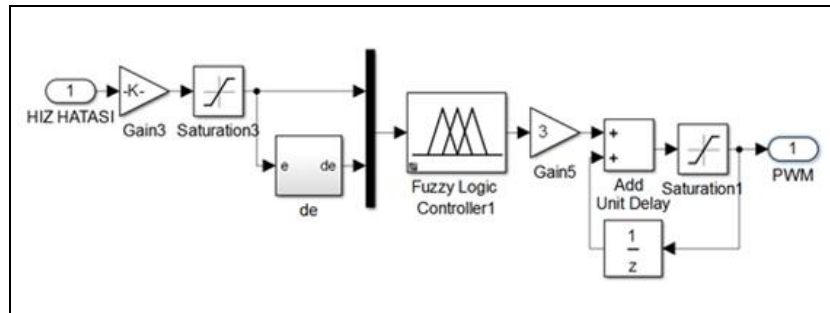 1
HIZ HATASI
-K-
Gain3
Saturation3
e
de
de
Fuzzy Logic
Controller1
3
Gain5
+
+
Add
Unit Delay
1
z
Saturation1
1
PWM